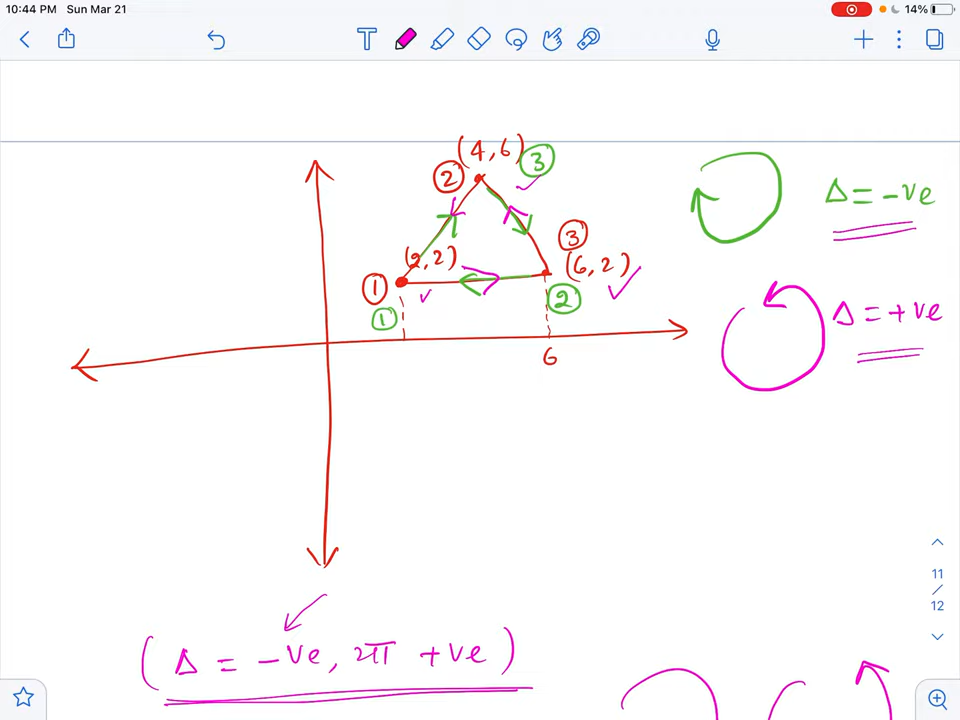 10:44 PM Sun Mar 21
14%
T
(4,6)
2
3
Δ = -ve
(2,2)
3
(6,2)
1
2
1
Δ = +ve
6
11
/
12
(Δ = -ve, 2π +ve)